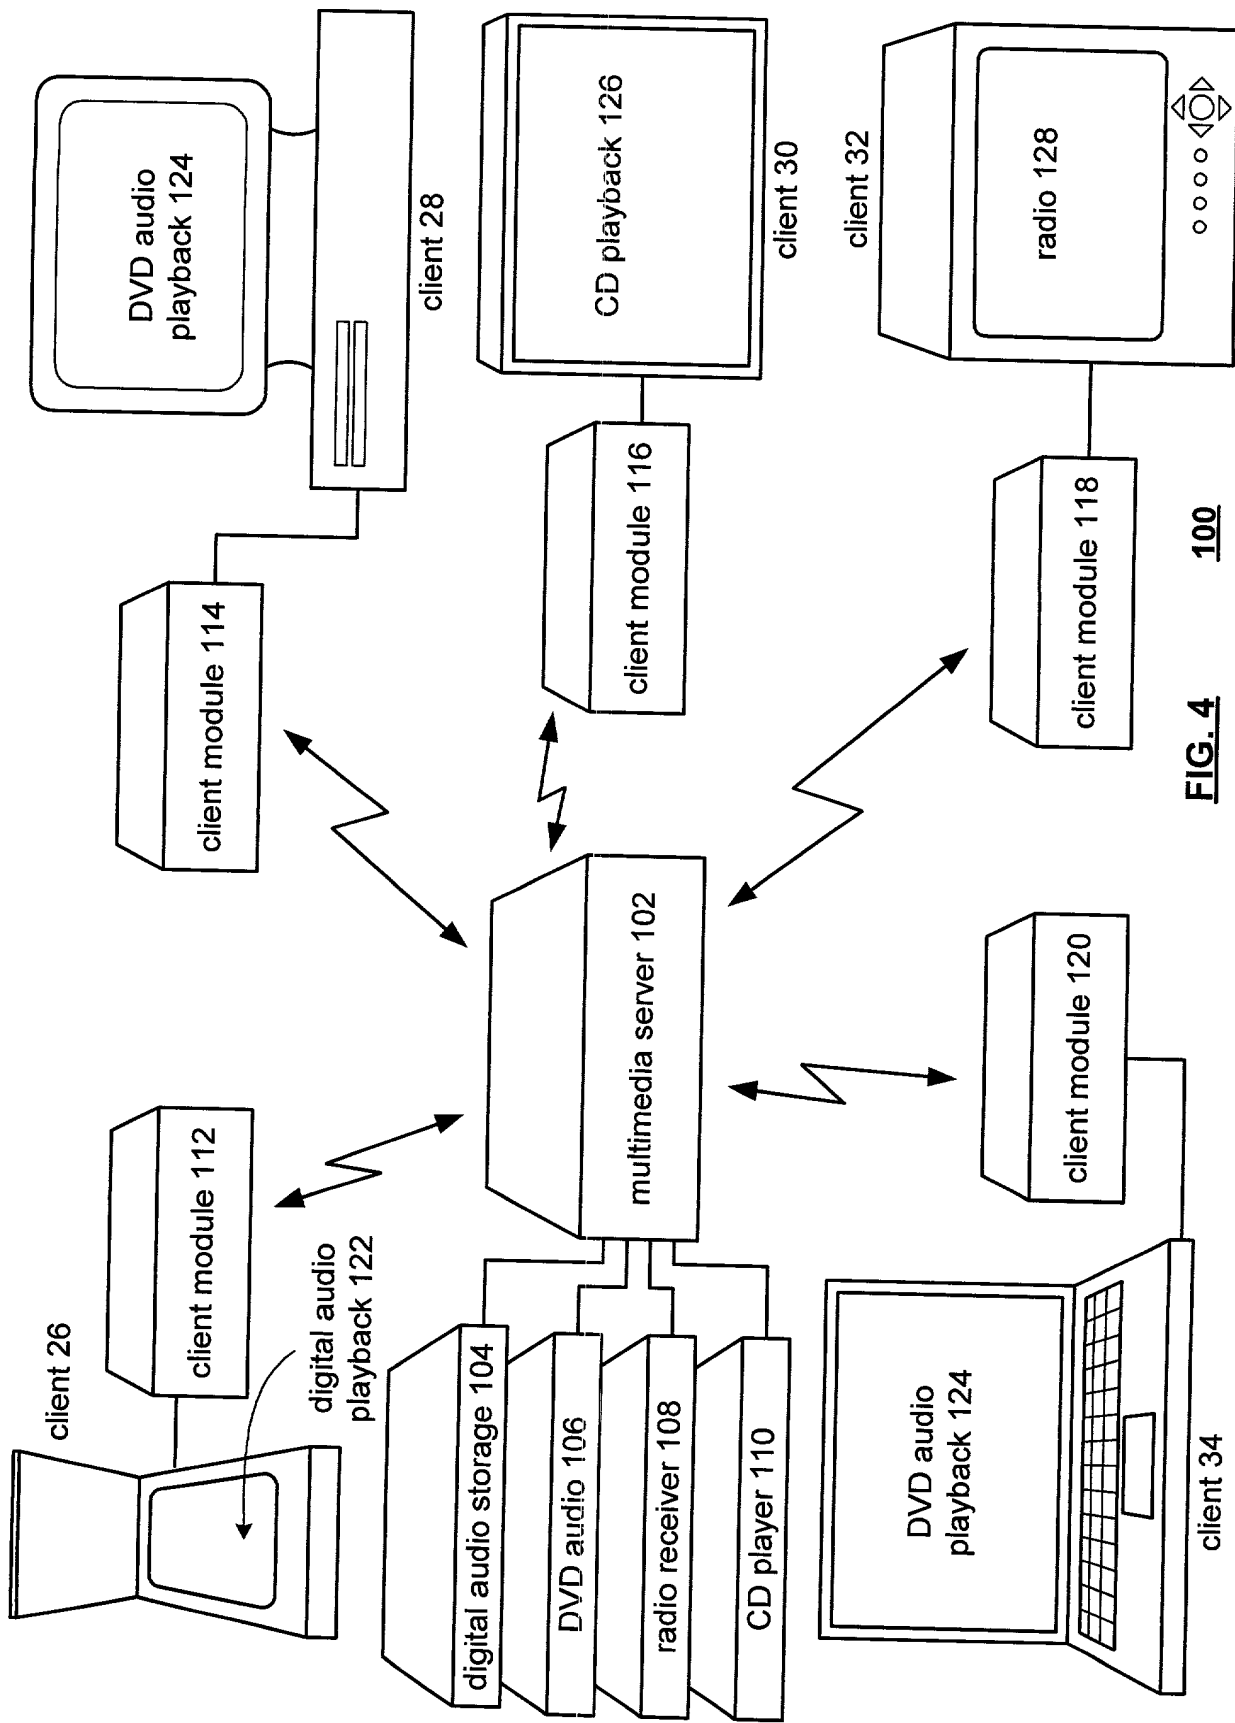 client 26
client module 112
digital audio
playback 122
client module 114
DVD audio
playback 124
client 28
digital audio storage 104
DVD audio 106
radio receiver 108
CD player 110
multimedia server 102
client module 116
CD playback 126
client 30
DVD audio
playback 124
client 34
client module 120
client module 118
client 32
radio 128
FIG. 4
100